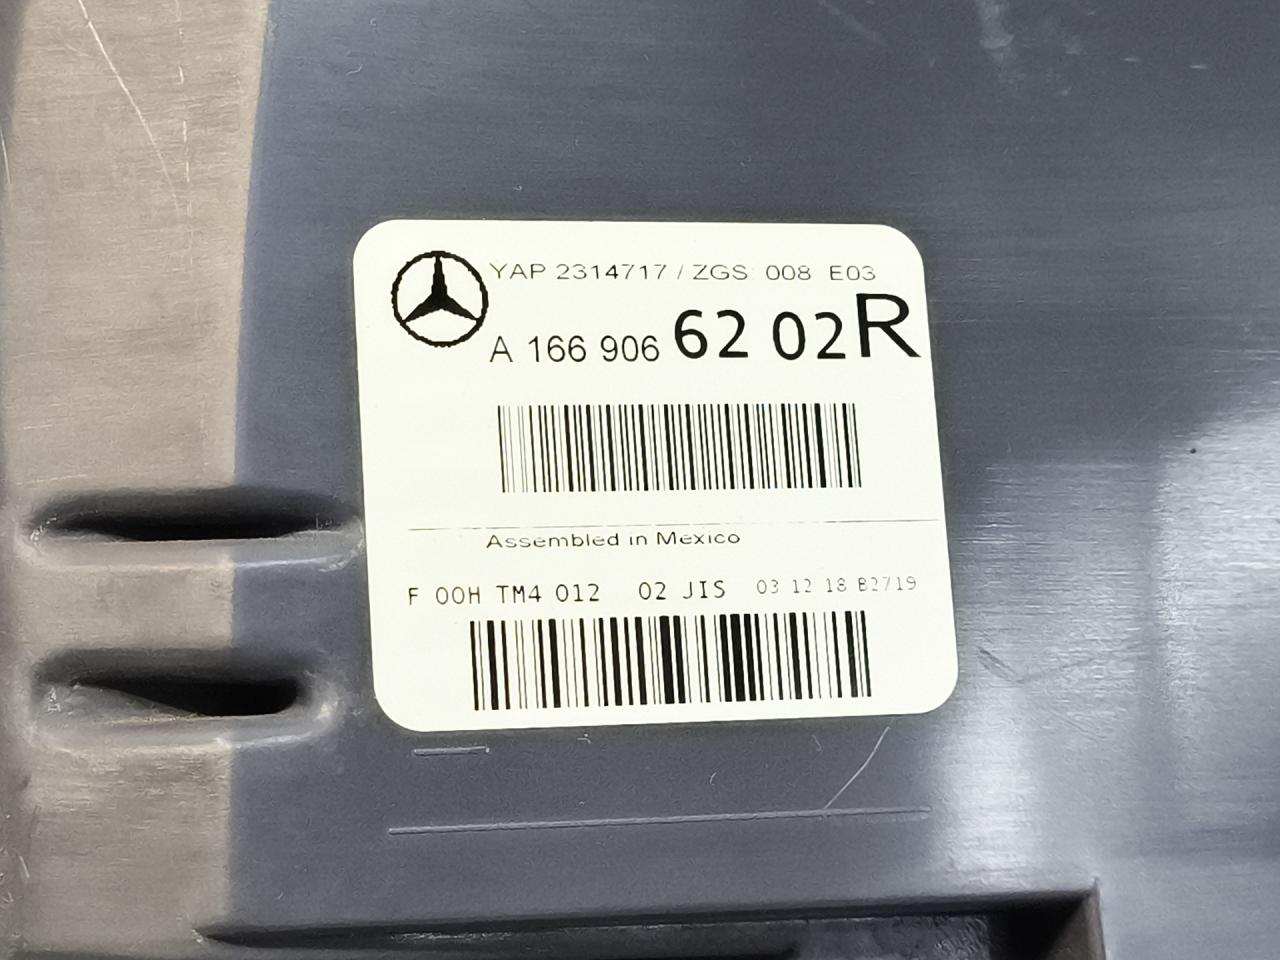 YAP 2314717 / ZGS: 008 E03
A 166 906 62 02 R
Assembled in Mexico
F 00H TM4 012 02 JIS 03 12 18 B2719